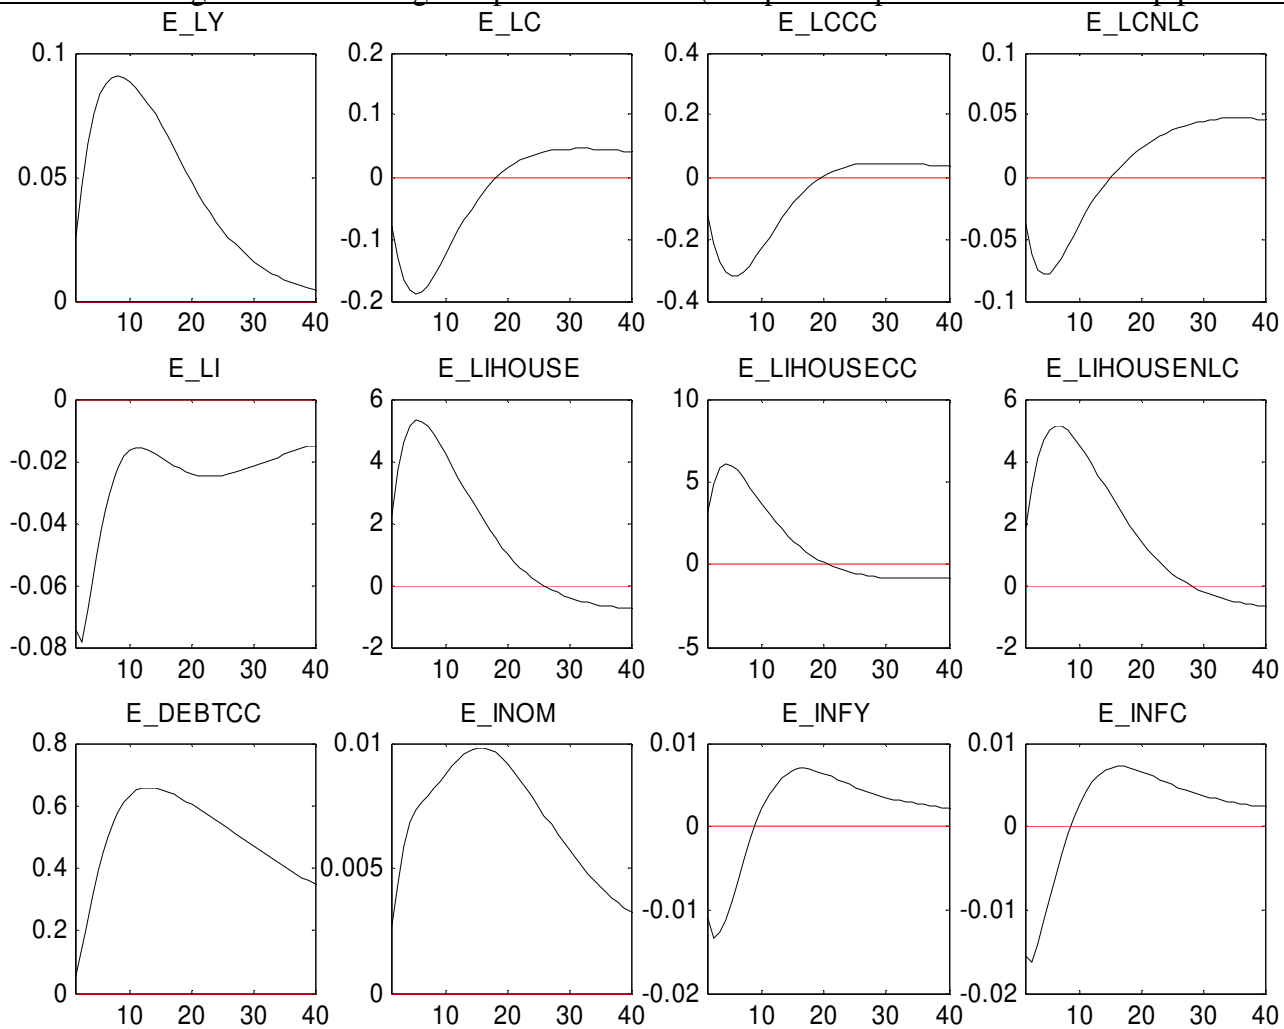 E_LY E_LC E_LCCC E_LCNLC
0.1 0.2 0.4 0.1
0.1 0.2 0.05
0.05 0 0 0
-0.1 -0.2 -0.05
0 -0.2 -0.4 -0.1
10 20 30 40 10 20 30 40 10 20 30 40 10 20 30 40
E_LI E_LIHOUSE E_LIHOUSECC E_LIHOUSENLC
0 6 10 6
-0.02 4 5 4
-0.04 2 2
-0.06 0 0 0
-0.08 -2 -5 -2
10 20 30 40 10 20 30 40 10 20 30 40 10 20 30 40
E_DEBTCC E_INOM E_INFY E_INFC
0.8 0.01 0.01 0.01
0.6 0 0
0.4 0.005
0.2 -0.01 -0.01
0 0 -0.02 -0.02
10 20 30 40 10 20 30 40 10 20 30 40 10 20 30 40